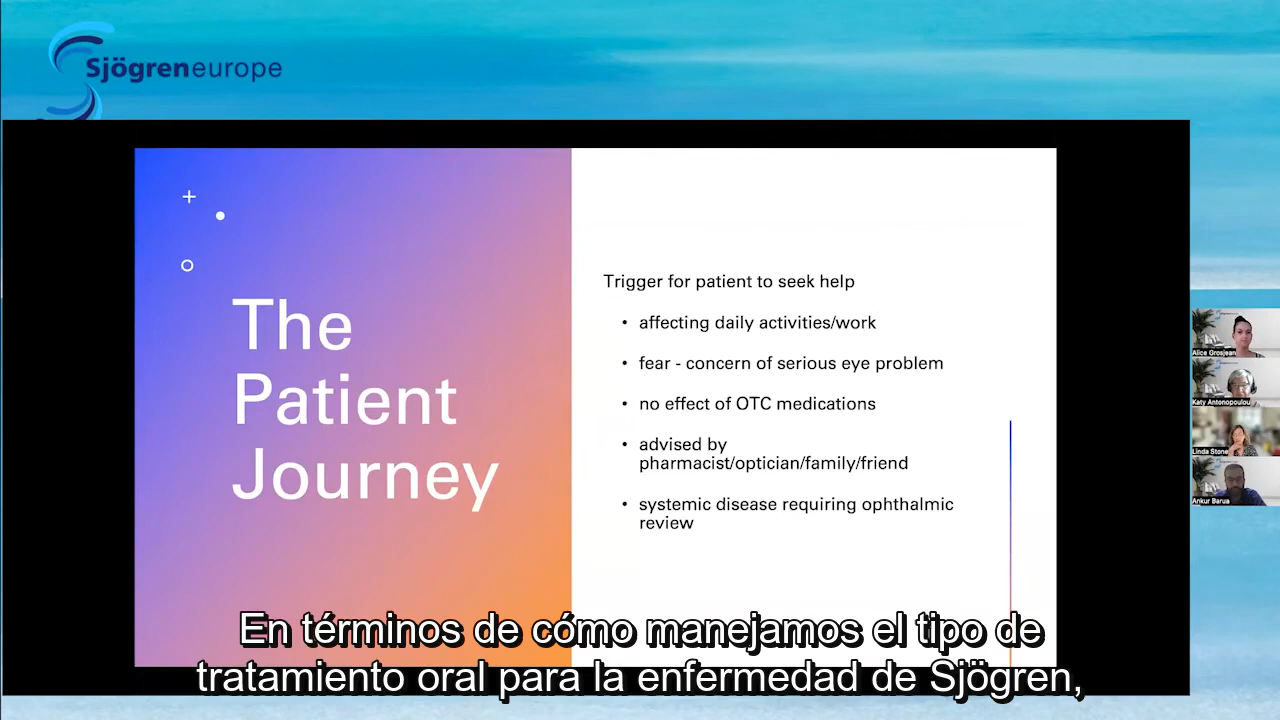 Sjögreneurope
The
Patient
Journey
Trigger for patient to seek help
• affecting daily activities/work
• fear - concern of serious eye problem
• no effect of OTC medications
• advised by
pharmacist/optician/family/friend
• systemic disease requiring ophthalmic
review
Alice Grosjean
Katy Antonopoulou
Linda Stone
Ankur Barua
En términos de cómo manejamos el tipo de
tratamiento oral para la enfermedad de Sjögren,